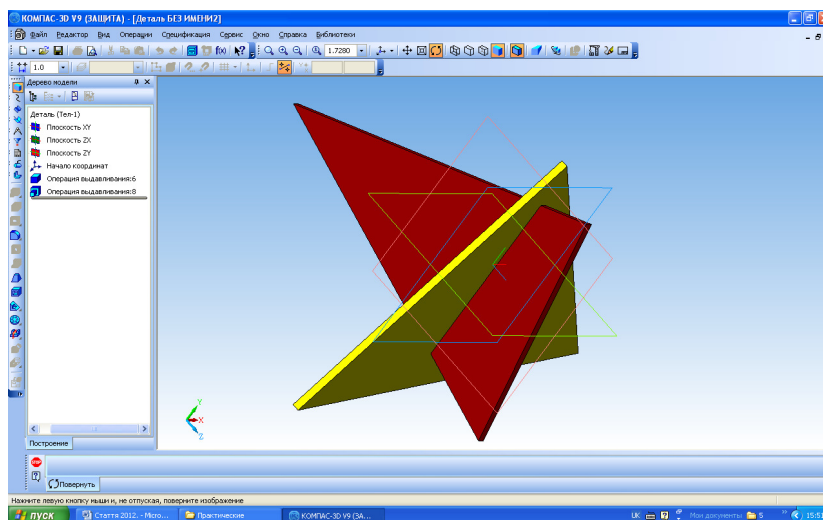 КОМПАС-3D V9 (ЗАЩИТА) - [Деталь БЕЗ ИМЕНИ2]
Файл Редактор Вид Операции Спецификация Сервис Окно Справка Библиотеки
1.7280
1.0
Дерево модели
Деталь (Тел-1)
Плоскость XY
Плоскость ZX
Плоскость ZY
Начало координат
Операция выдавливания:6
Операция выдавливания:8
Y
X
Z
Построение
STOP
Повернуть
Нажмите левую кнопку мыши и, не отпуская, поверните изображение
пуск Стаття 2012. - Micro... Практические КОМПАС-3D V9 (ЗА... UK Мои документы 5 15:51